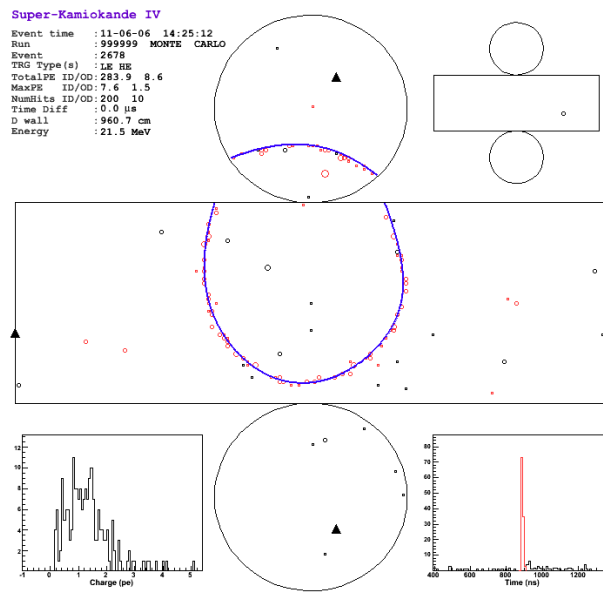 Super-Kamiokande IV
Event time :11-06-06 14:25:12
Run :999999 MONTE CARLO
Event :2678
TRG Type(s) :LE HE
TotalPE ID/OD:283.9 8.6
MaxPE ID/OD:7.6 1.5
NumHits ID/OD:200 10
Time Diff :0.0 µs
D wall :960.7 cm
Energy :21.5 MeV
12
10
8
6
4
2
0
-1 0 1 2 3 4 5
Charge (pe)
80
70
60
50
40
30
20
10
400 600 800 1000 1200
Time (ns)